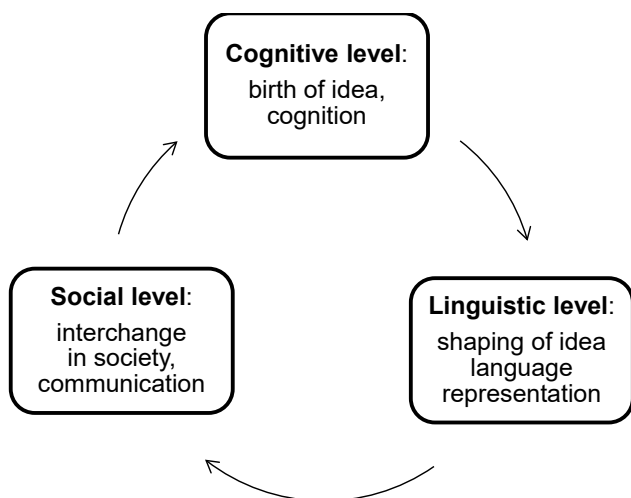 Cognitive level:
birth of idea,
cognition
Social level:
interchange
in society,
communication
Linguistic level:
shaping of idea
language
representation